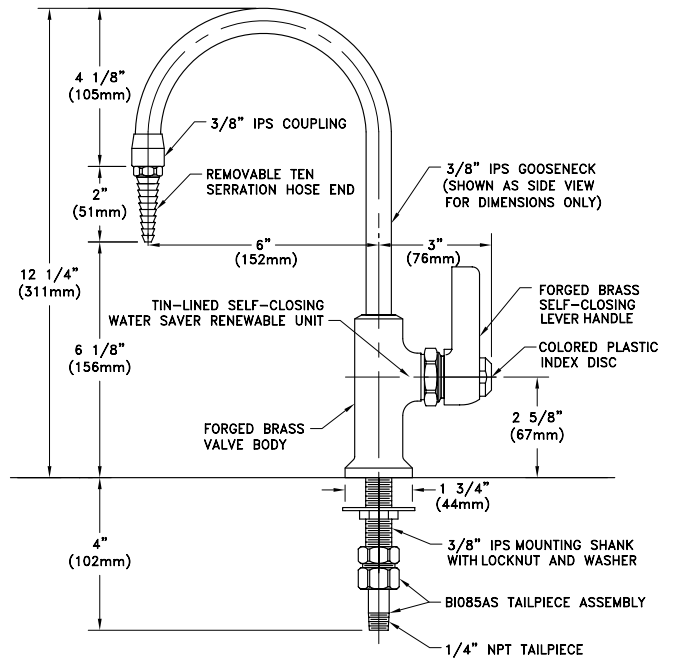 4 1/8"
(105mm)
3/8" IPS COUPLING
2"
(51mm)
REMOVABLE TEN
SERRATION HOSE END
3/8" IPS GOOSENECK
(SHOWN AS SIDE VIEW
FOR DIMENSIONS ONLY)
6"
(152mm)
3"
(76mm)
12 1/4"
(311mm)
TIN-LINED SELF-CLOSING
WATER SAVER RENEWABLE UNIT
FORGED BRASS
SELF-CLOSING
LEVER HANDLE
6 1/8"
(156mm)
COLORED PLASTIC
INDEX DISC
FORGED BRASS
VALVE BODY
2 5/8"
(67mm)
1 3/4"
(44mm)
4"
(102mm)
3/8" IPS MOUNTING SHANK
WITH LOCKNUT AND WASHER
BI085AS TAILPIECE ASSEMBLY
1/4" NPT TAILPIECE